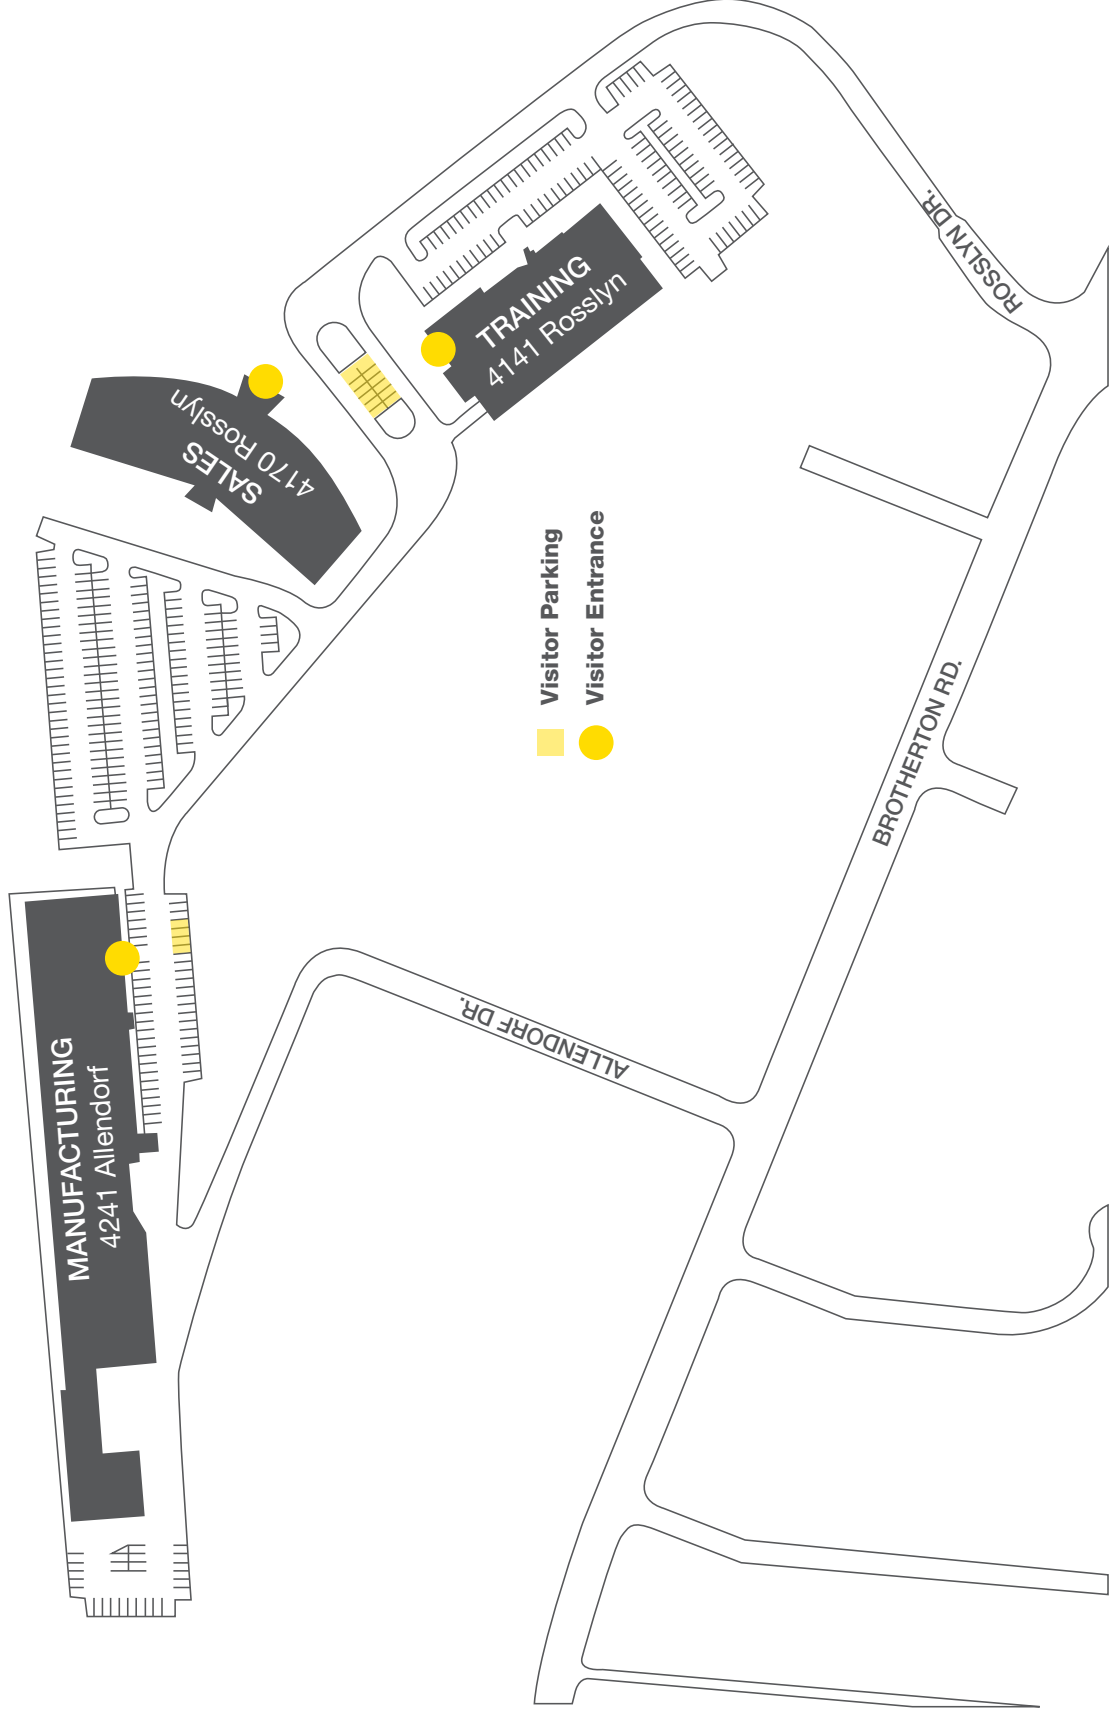 MANUFACTURING
4241 Allendorf
SALES
4170 Rosslyn
TRAINING
4141 Rosslyn
Visitor Parking
Visitor Entrance
ROSSLYN DR.
BROTHERTON RD.
ALLENDORF DR.